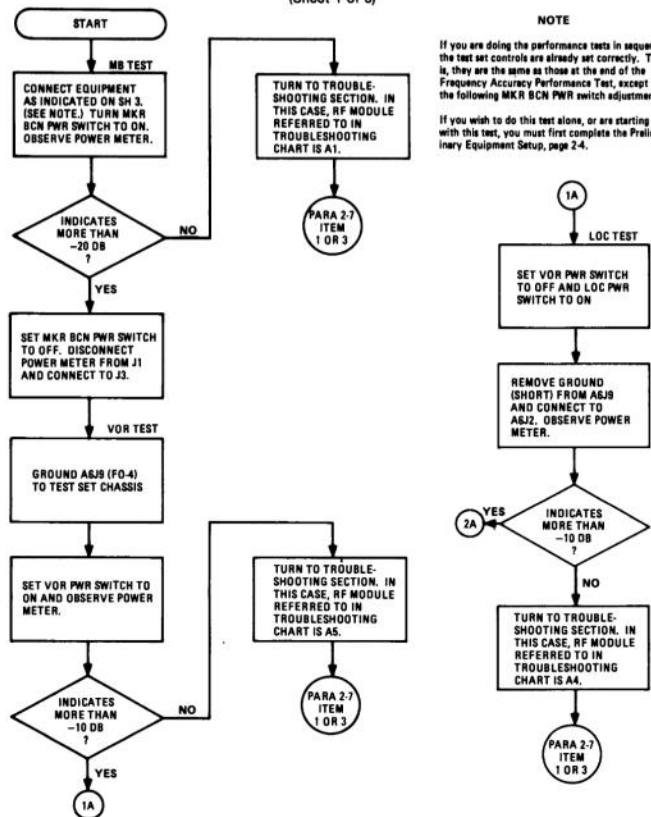 (Sheet 1 of 3)
START
MB TEST
CONNECT EQUIPMENT
AS INDICATED ON SH 3.
(SEE NOTE.) TURN MKR
BCN PWR SWITCH TO ON.
OBSERVE POWER METER.
INDICATES
MORE THAN
–20 DB
?
NO
YES
TURN TO TROUBLE-
SHOOTING SECTION. IN
THIS CASE, RF MODULE
REFERRED TO IN
TROUBLESHOOTING
CHART IS A1.
PARA 2-7
ITEM
1 OR 3
SET MKR BCN PWR SWITCH
TO OFF. DISCONNECT
POWER METER FROM J1
AND CONNECT TO J3.
VOR TEST
GROUND A6J9 (FO-4)
TO TEST SET CHASSIS
SET VOR PWR SWITCH TO
ON AND OBSERVE POWER
METER.
INDICATES
MORE THAN
–10 DB
?
NO
YES
1A
TURN TO TROUBLE-
SHOOTING SECTION. IN
THIS CASE, RF MODULE
REFERRED TO IN
TROUBLESHOOTING
CHART IS A5.
PARA 2-7
ITEM
1 OR 3
NOTE
If you are doing the performance tests in
the test set controls are already set correctly.
is, they are the same as those at the end of the
Frequency Accuracy Performance Test, except
the following MKR BCN PWR switch
If you wish to do this test alone, or are starting
with this test, you must first complete the
inary Equipment Setup, page 2-4.
1A
LOC TEST
SET VOR PWR SWITCH
TO OFF AND LOC PWR
SWITCH TO ON
REMOVE GROUND
(SHORT) FROM A6J9
AND CONNECT TO
A6J2. OBSERVE POWER
METER.
INDICATES
MORE THAN
–10 DB
?
YES
2A
NO
TURN TO TROUBLE-
SHOOTING SECTION. IN
THIS CASE, RF MODULE
REFERRED TO IN
TROUBLESHOOTING
CHART IS A4.
PARA 2-7
ITEM
1 OR 3